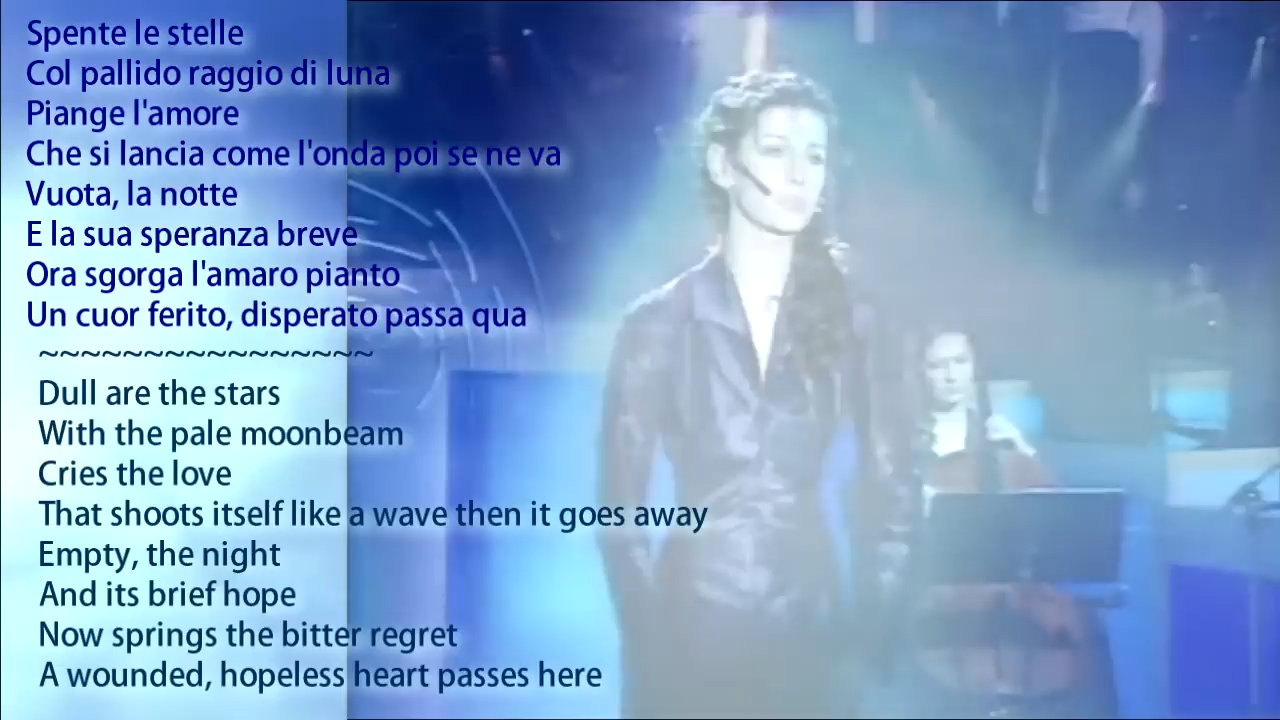 Spente le stelle
Col pallido raggio di luna
Piange l'amore
Che si lancia come l'onda poi se ne va
Vuota, la notte
E la sua speranza breve
Ora sgorga l'amaro pianto
Un cuor ferito, disperato passa qua
~~~~~~~~~~~~~~~~
Dull are the stars
With the pale moonbeam
Cries the love
That shoots itself like a wave then it goes away
Empty, the night
And its brief hope
Now springs the bitter regret
A wounded, hopeless heart passes here